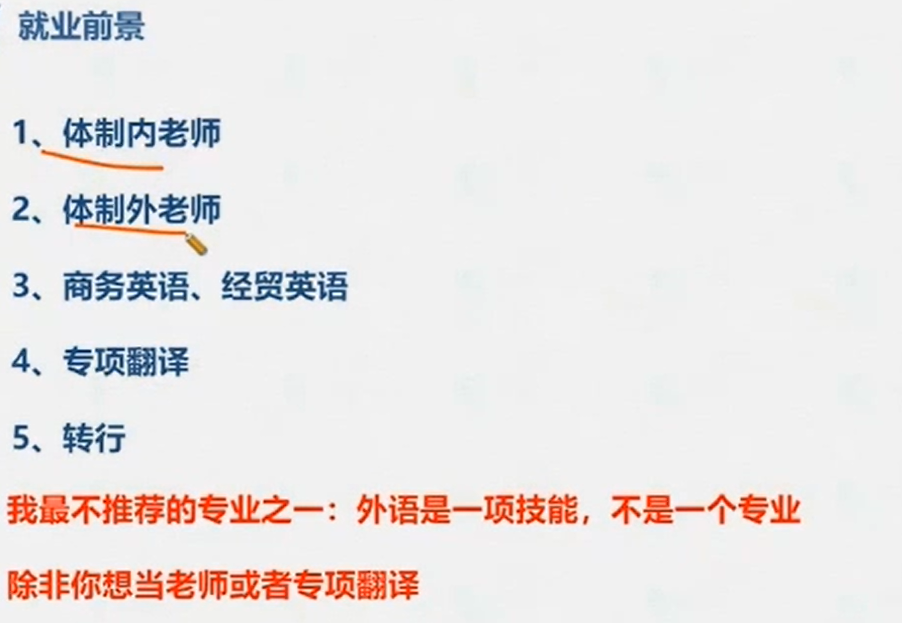 就业前景
1、体制内老师
2、体制外老师
3、商务英语、经贸英语
4、专项翻译
5、转行
我最不推荐的专业之一：外语是一项技能，不是一个专业
除非你想当老师或者专项翻译